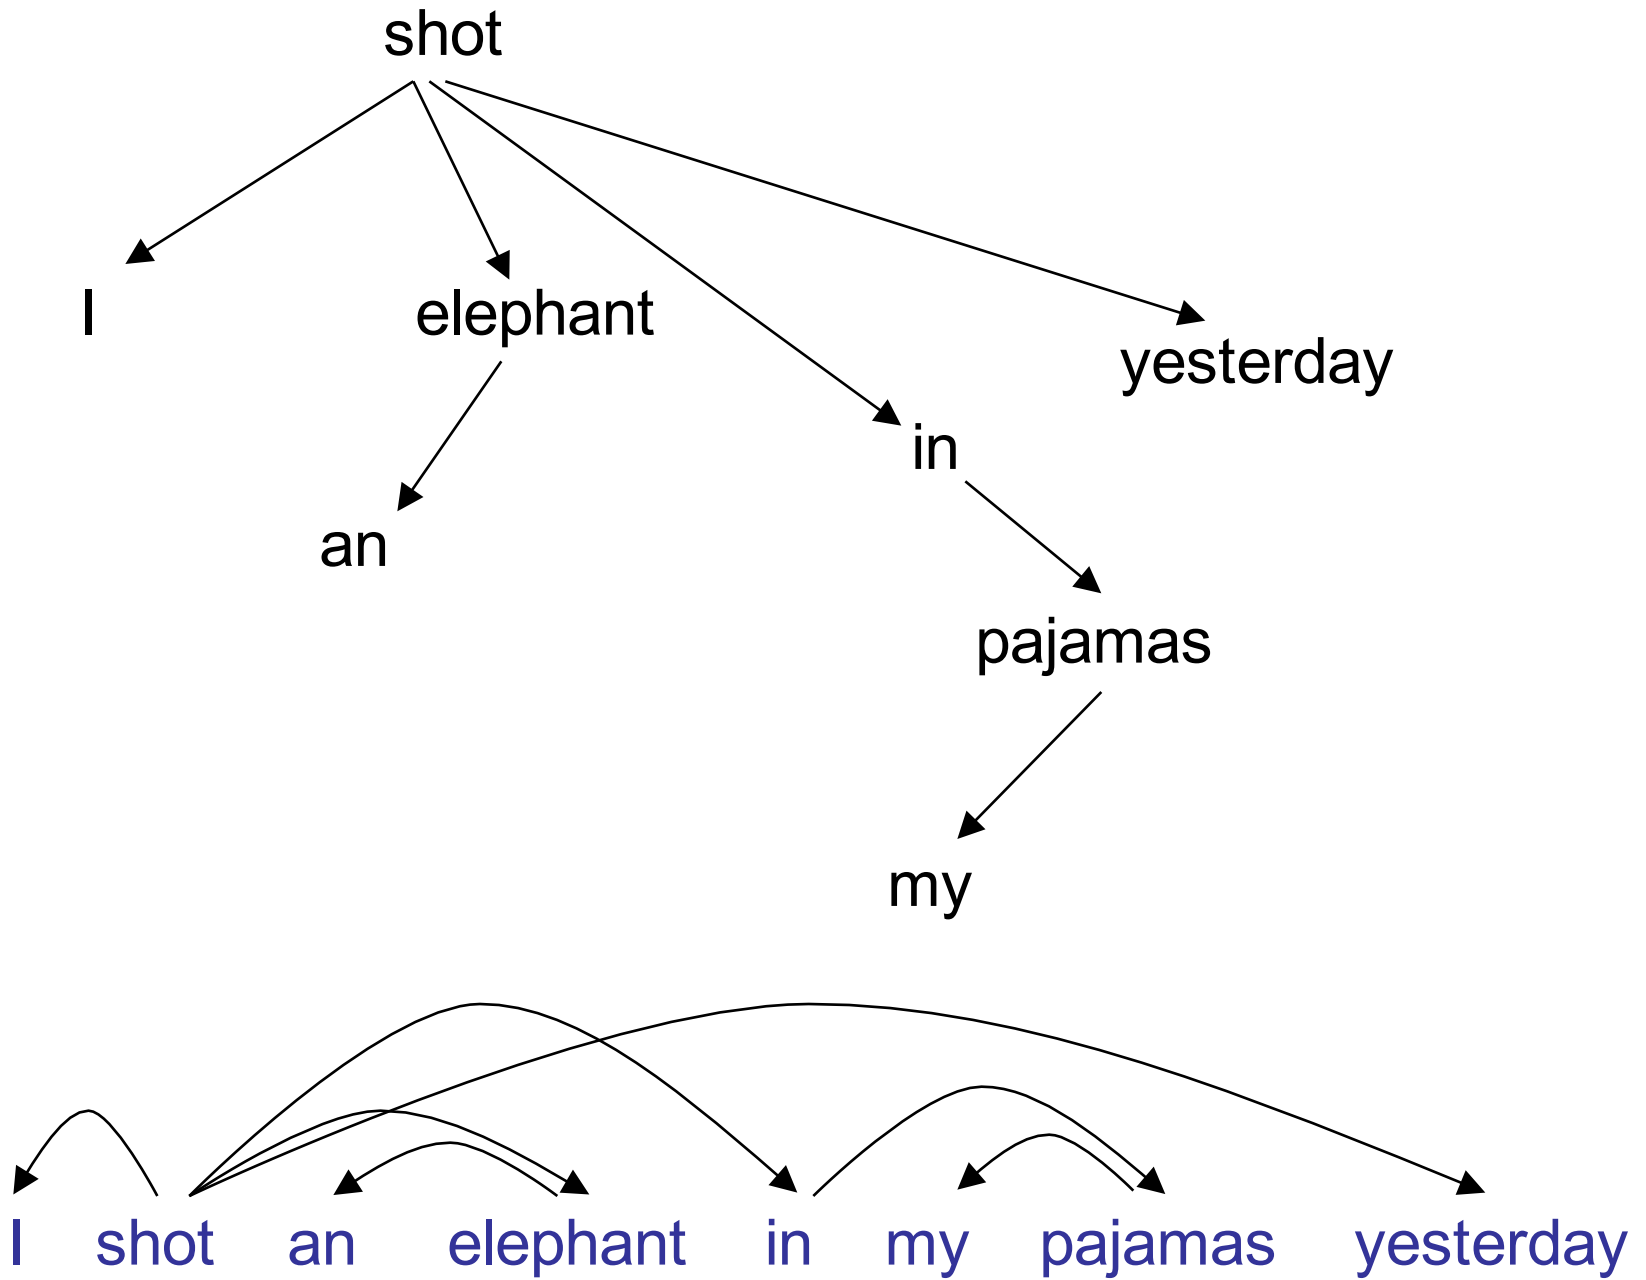 shot
I elephant
yesterday
in
an
pajamas
my
I shot an elephant in my pajamas yesterday